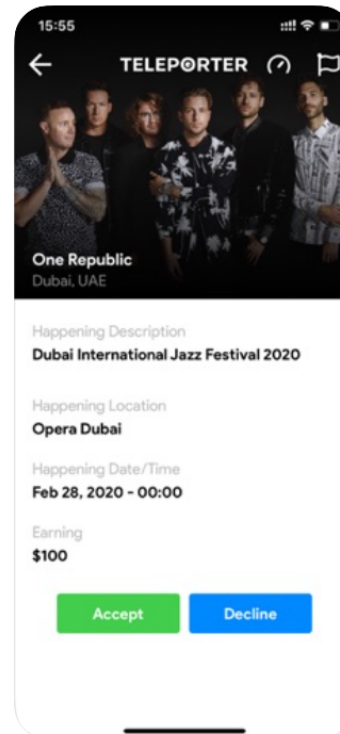 15:55
TELEPORTER
One Republic
Dubai, UAE
Happening Description
Dubai International Jazz Festival 2020
Happening Location
Opera Dubai
Happening Date/Time
Feb 28, 2020 - 00:00
Earning
$100
Accept Decline